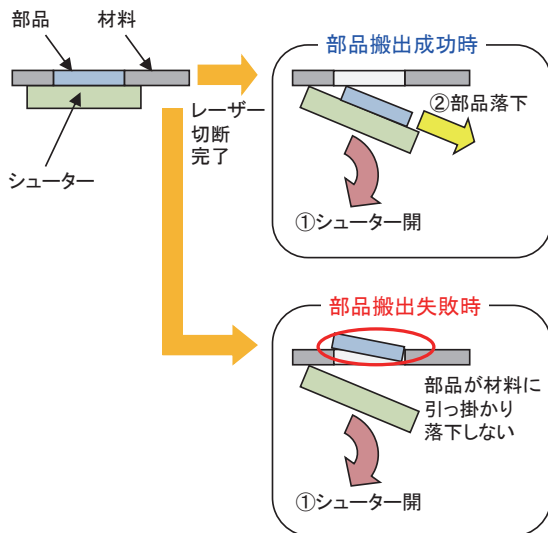 部品
材料
シューター
レーザー
切断
完了
部品搬出成功時
②部品落下
①シューター開
部品搬出失敗時
部品が材料に
引っ掛かり
落下しない
①シューター開